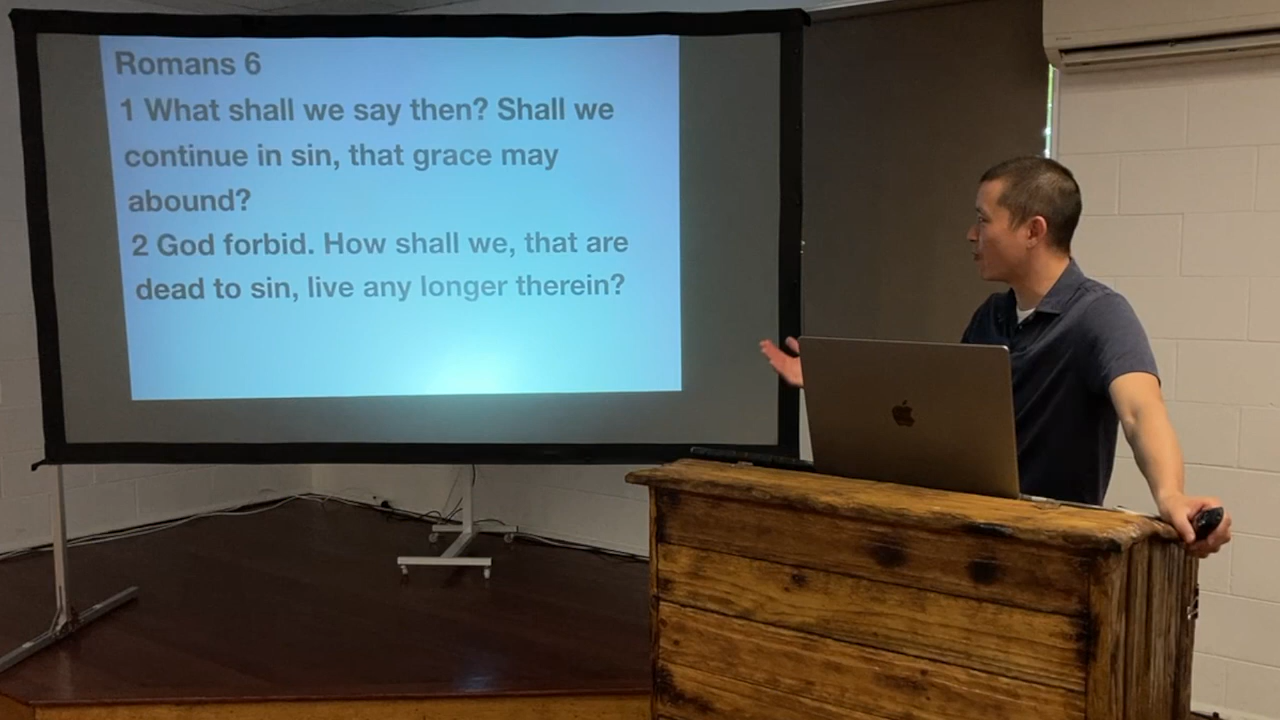 Romans 6
1 What shall we say then? Shall we
continue in sin, that grace may
abound?
2 God forbid. How shall we, that are
dead to sin, live any longer therein?